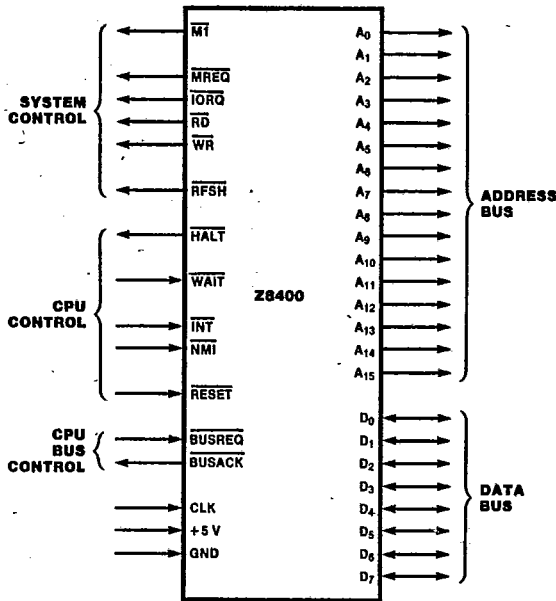 SYSTEM
CONTROL
CPU
CONTROL
CPU
BUS
CONTROL
M1
MREQ
IORQ
RD
WR
RFSH
HALT
WAIT
INT
NMI
RESET
BUSREQ
BUSACK
CLK
+5 V
GND
Z8400
A0
A1
A2
A3
A4
A5
A6
A7
A8
A9
A10
A11
A12
A13
A14
A15
D0
D1
D2
D3
D4
D5
D6
D7
ADDRESS
BUS
DATA
BUS